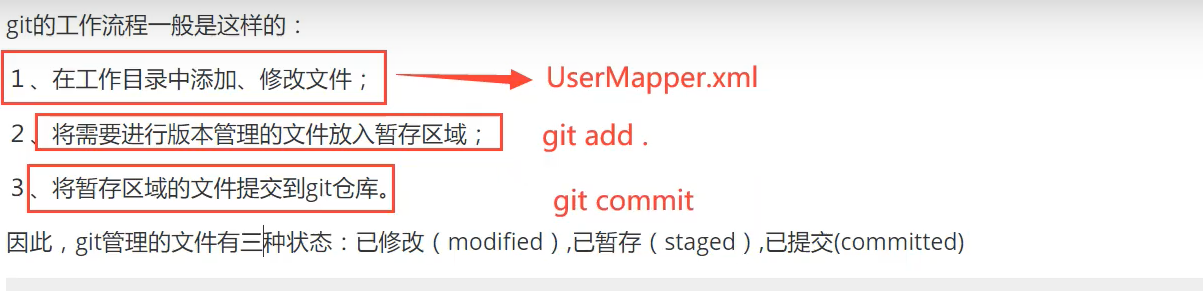 git的工作流程一般是这样的：
１、在工作目录中添加、修改文件； UserMapper.xml
２、将需要进行版本管理的文件放入暂存区域； git add .
３、将暂存区域的文件提交到git仓库。 git commit
因此，git管理的文件有三种状态：已修改（modified）,已暂存（staged）,已提交(committed)